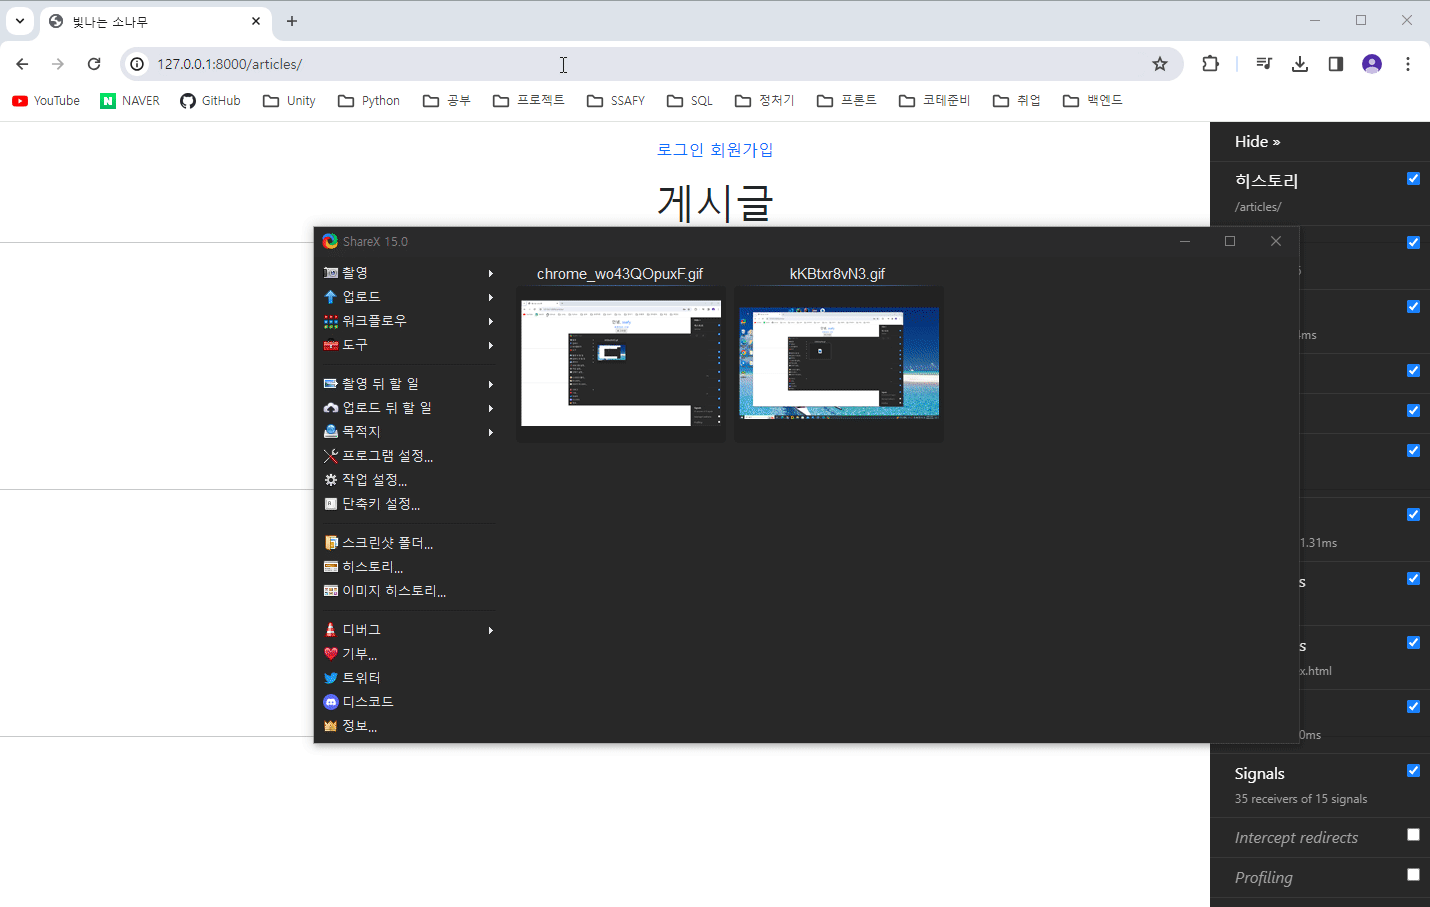 빛나는 소나무
127.0.0.1:8000/articles/
YouTube NAVER GitHub Unity Python 공부 프로젝트 SSAFY SQL 정처기 프론트 코테준비 취업 백엔드
로그인 회원가입
게시글
Hide »
히스토리
/articles/
ShareX 15.0
촬영
업로드
워크플로우
도구
촬영 뒤 할 일
업로드 뒤 할 일
목적지
프로그램 설정...
작업 설정...
단축키 설정...
스크린샷 폴더...
히스토리...
이미지 히스토리...
디버그
기부...
트위터
디스코드
정보...
chrome_wo43QOpuxF.gif
kKBtxr8vN3.gif
4ms
1.31ms
s
s
x.html
0ms
Signals
35 receivers of 15 signals
Intercept redirects
Profiling